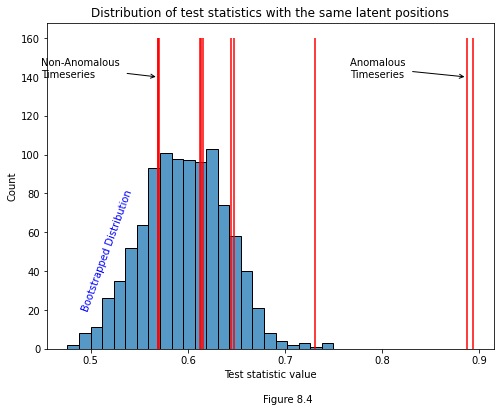 Distribution of test statistics with the same latent positions
160
140
120
100
80
60
40
20
0
Count
Non-Anomalous
Timeseries
Anomalous
Timeseries
Bootstrapped Distribution
0.5 0.6 0.7 0.8 0.9
Test statistic value
Figure 8.4